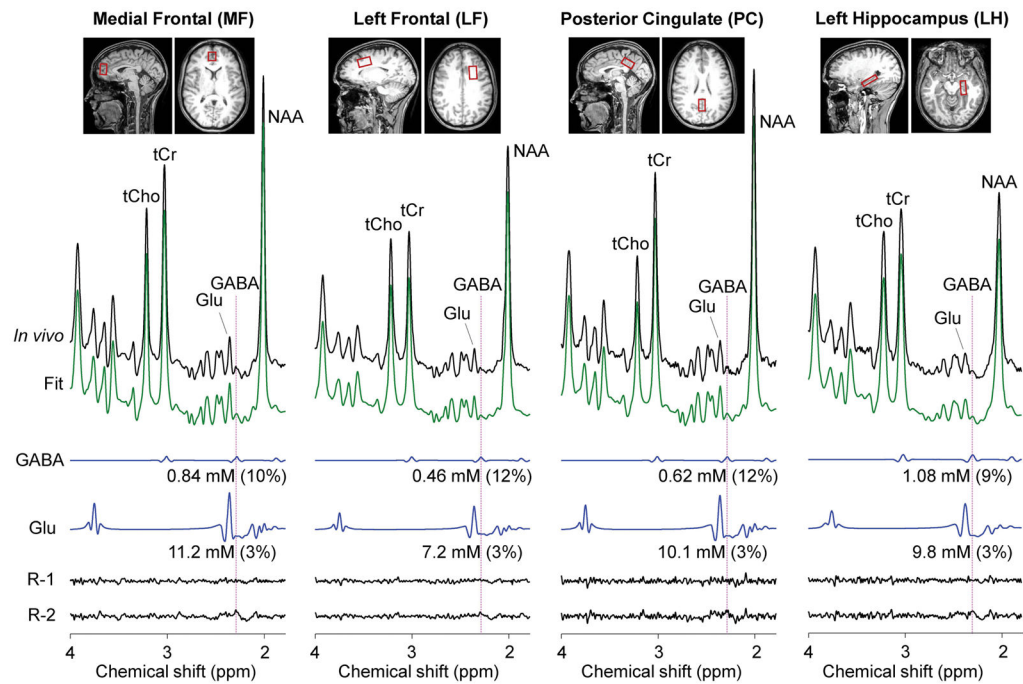 Medial Frontal (MF)
Left Frontal (LF)
Posterior Cingulate (PC)
Left Hippocampus (LH)
NAA
tCr
tCho
GABA
Glu
NAA
tCr
tCho
GABA
Glu
NAA
tCr
tCho
GABA
Glu
NAA
tCr
tCho
GABA
Glu
In vivo
Fit
GABA
0.84 mM (10%)
0.46 mM (12%)
0.62 mM (12%)
1.08 mM (9%)
Glu
11.2 mM (3%)
7.2 mM (3%)
10.1 mM (3%)
9.8 mM (3%)
R-1
R-2
4 3 2
4 3 2
4 3 2
4 3 2
Chemical shift (ppm)
Chemical shift (ppm)
Chemical shift (ppm)
Chemical shift (ppm)